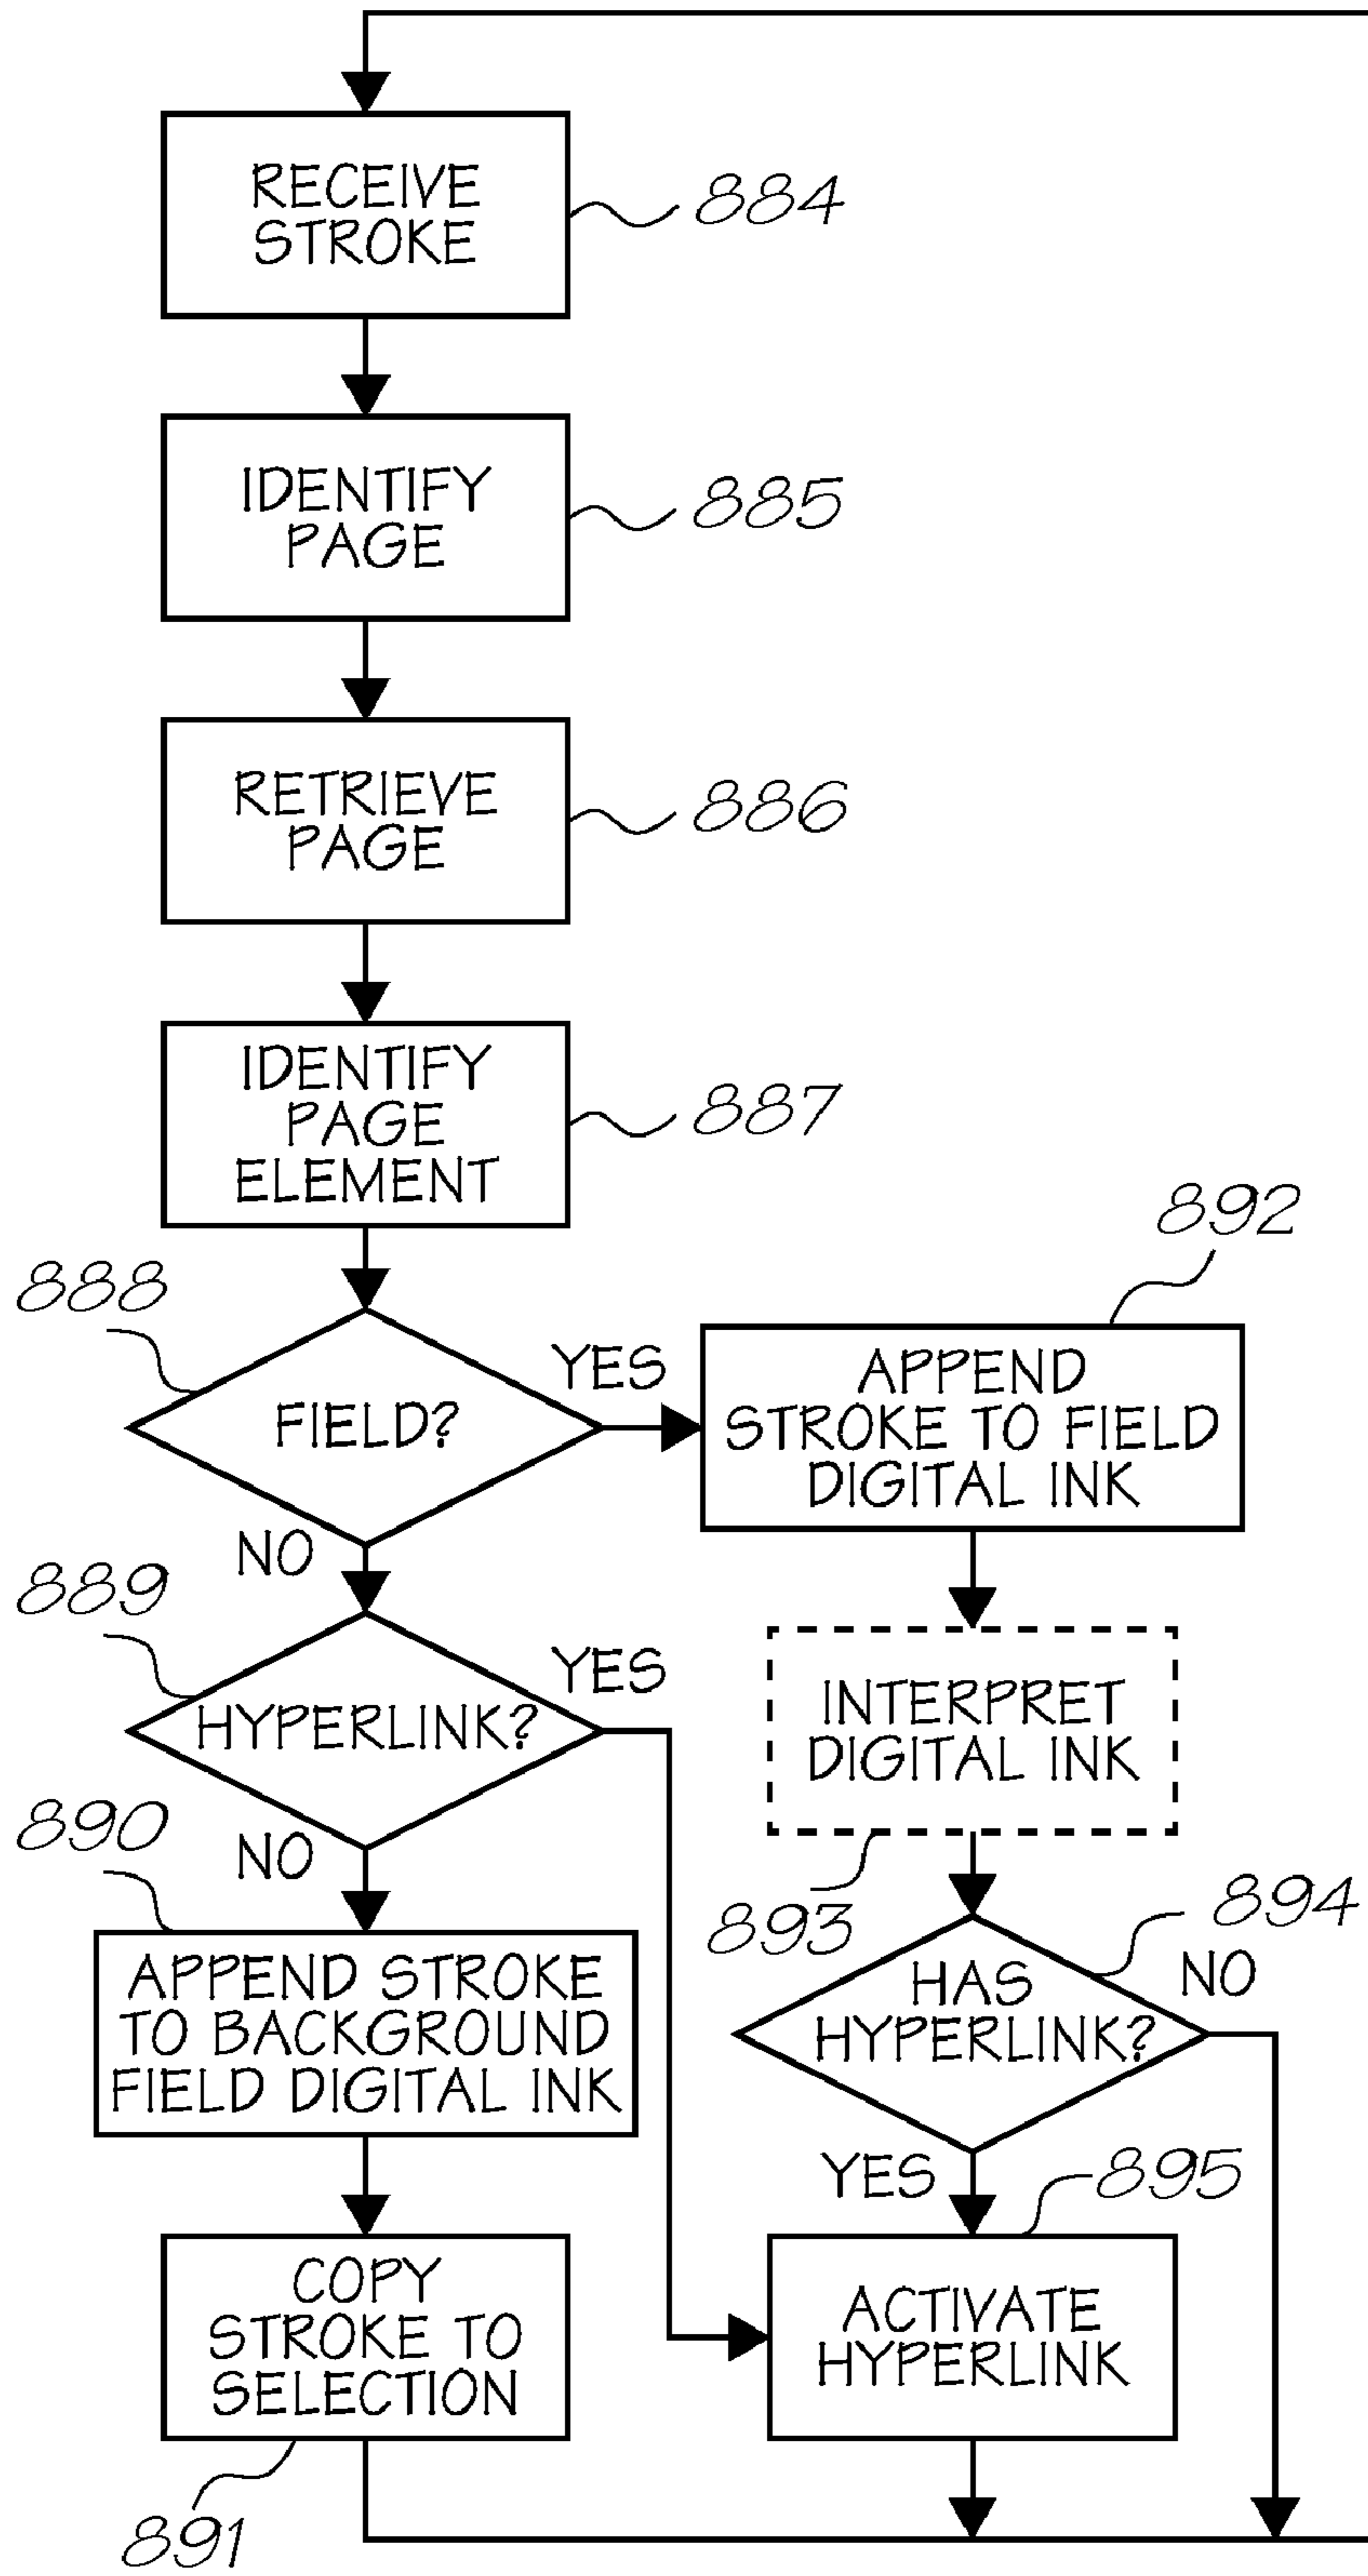 RECEIVE
STROKE
884
IDENTIFY
PAGE
885
RETRIEVE
PAGE
886
IDENTIFY
PAGE
ELEMENT
887
888
FIELD?
YES
NO
892
APPEND
STROKE TO FIELD
DIGITAL INK
889
HYPERLINK?
YES
NO
INTERPRET
DIGITAL INK
893
890
APPEND STROKE
TO BACKGROUND
FIELD DIGITAL INK
894
HAS
HYPERLINK?
NO
YES
895
COPY
STROKE TO
SELECTION
891
ACTIVATE
HYPERLINK